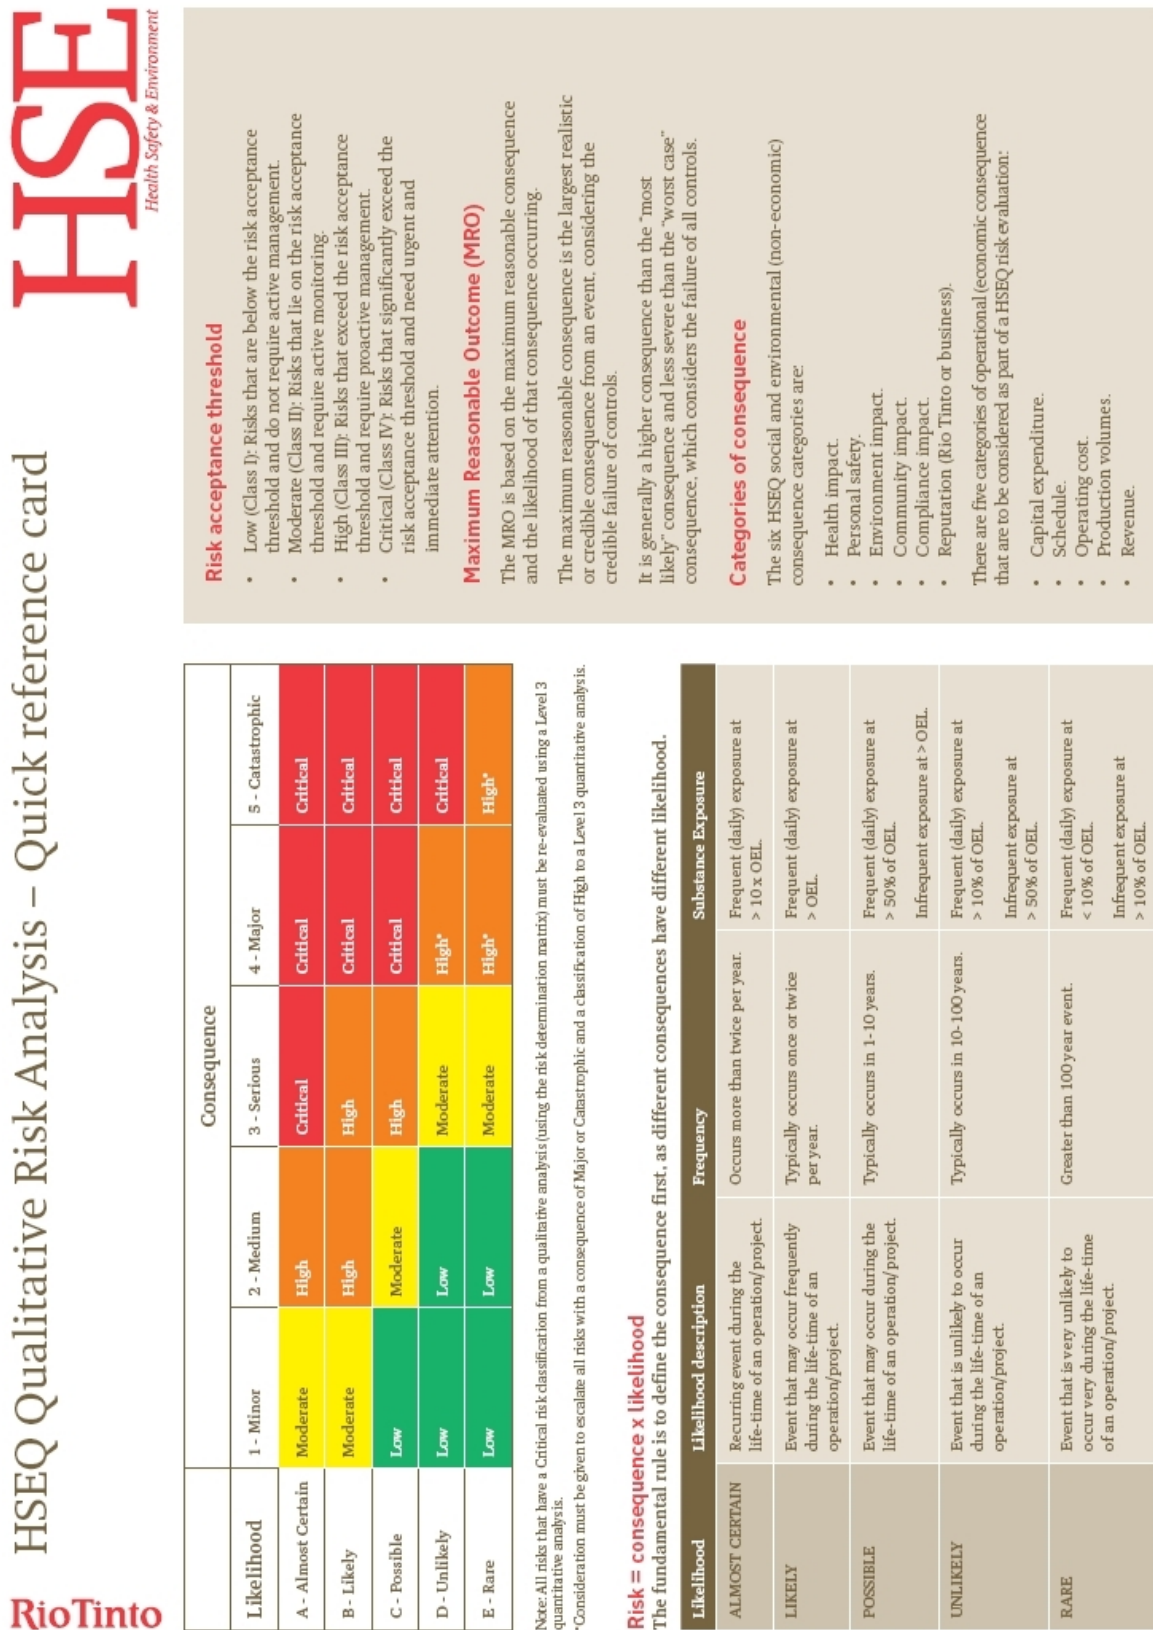 RioTinto
HSEQ Qualitative Risk Analysis – Quick reference card
HSE
Health Safety & Environment
Consequence
Likelihood 1 - Minor 2 - Medium 3 - Serious 4 - Major 5 - Catastrophic
A - Almost Certain Moderate High Critical Critical Critical
B - Likely Moderate High High Critical Critical
C - Possible Low Moderate High Critical Critical
D - Unlikely Low Low Moderate High* Critical
E - Rare Low Low Moderate High* High*
Note: All risks that have a Critical risk classification from a qualitative analysis (using the risk determination matrix) must be re-evaluated using a Level 3
quantitative analysis.
*Consideration must be given to escalate all risks with a consequence of Major or Catastrophic and a classification of High to a Level 3 quantitative analysis.
Risk = consequence x likelihood
The fundamental rule is to define the consequence first, as different consequences have different likelihood.
Likelihood Likelihood description Frequency Substance Exposure
ALMOST CERTAIN Recurring event during the Occurs more than twice per year. Frequent (daily) exposure at
life-time of an operation/project. > 10 x OEL.
LIKELY Event that may occur frequently Typically occurs once or twice Frequent (daily) exposure at
during the life-time of an per year. > OEL.
operation/project.
POSSIBLE Event that may occur during the Typically occurs in 1-10 years. Frequent (daily) exposure at
life-time of an operation/project. > 50% of OEL.
Infrequent exposure at > OEL.
UNLIKELY Event that is unlikely to occur Typically occurs in 10-100 years. Frequent (daily) exposure at
during the life-time of an > 10% of OEL.
operation/project. Infrequent exposure at
> 50% of OEL.
RARE Event that is very unlikely to Greater than 100 year event. Frequent (daily) exposure at
occur very during the life-time < 10% of OEL.
of an operation/project. Infrequent exposure at
> 10% of OEL.
Risk acceptance threshold
• Low (Class I): Risks that are below the risk acceptance
threshold and do not require active management.
• Moderate (Class II): Risks that lie on the risk acceptance
threshold and require active monitoring.
• High (Class III): Risks that exceed the risk acceptance
threshold and require proactive management.
• Critical (Class IV): Risks that significantly exceed the
risk acceptance threshold and need urgent and
immediate attention.
Maximum Reasonable Outcome (MRO)
The MRO is based on the maximum reasonable consequence
and the likelihood of that consequence occurring.
The maximum reasonable consequence is the largest realistic
or credible consequence from an event, considering the
credible failure of controls.
It is generally a higher consequence than the "most
likely" consequence and less severe than the "worst case"
consequence, which considers the failure of all controls.
Categories of consequence
The six HSEQ social and environmental (non-economic)
consequence categories are:
• Health impact.
• Personal safety.
• Environment impact.
• Community impact.
• Compliance impact.
• Reputation (Rio Tinto or business).
There are five categories of operational (economic consequence
that are to be considered as part of a HSEQ risk evaluation:
• Capital expenditure.
• Schedule.
• Operating cost.
• Production volumes.
• Revenue.